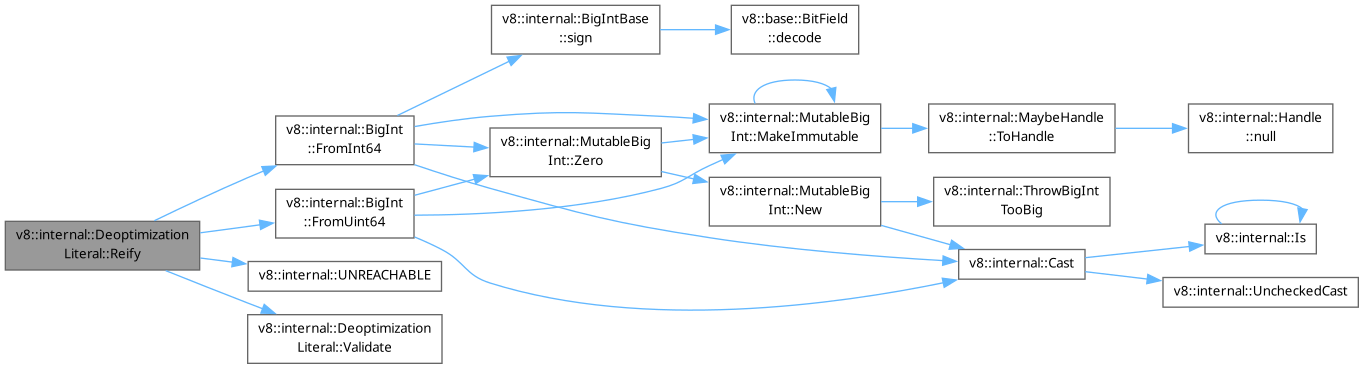 v8::internal::BigIntBase
::sign
v8::base::BitField
::decode
v8::internal::BigInt
::FromInt64
v8::internal::MutableBig
Int::MakeImmutable
v8::internal::MaybeHandle
::ToHandle
v8::internal::Handle
::null
v8::internal::MutableBig
Int::Zero
v8::internal::BigInt
::FromUint64
v8::internal::MutableBig
Int::New
v8::internal::ThrowBigInt
TooBig
v8::internal::Deoptimization
Literal::Reify
v8::internal::Is
v8::internal::UNREACHABLE
v8::internal::Cast
v8::internal::UncheckedCast
v8::internal::Deoptimization
Literal::Validate